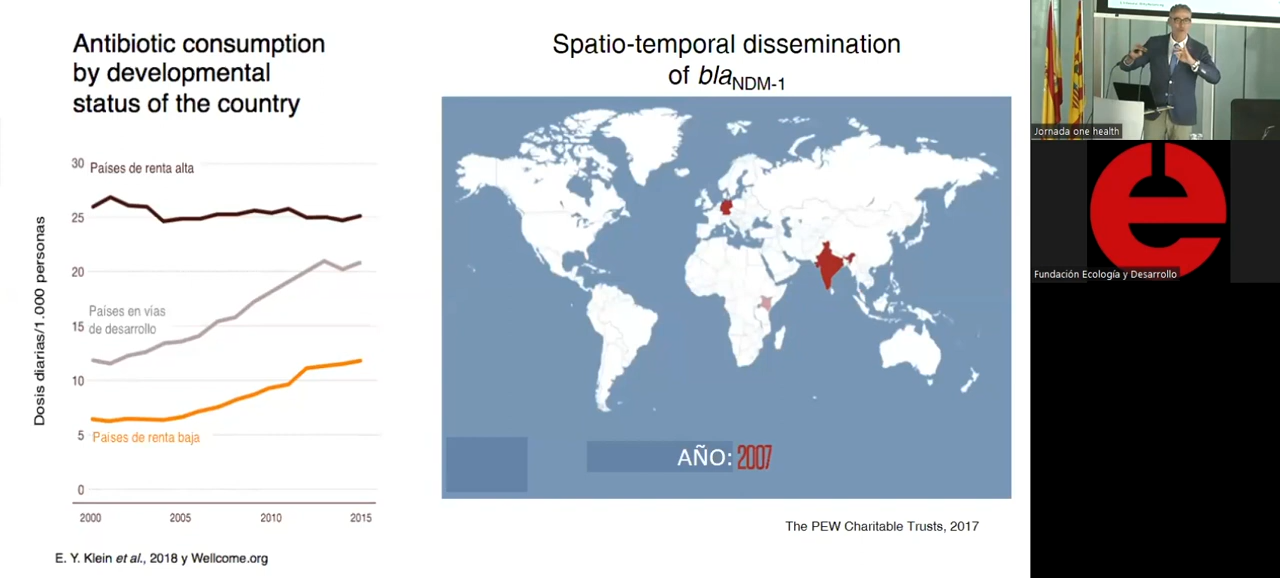 Antibiotic consumption
by developmental
status of the country
Dosis diarias/1.000 personas
30
25
20
15
10
5
0
Países de renta alta
Países en vías
de desarrollo
Países de renta baja
2000
2005
2010
2015
E. Y. Klein et al., 2018 y Wellcome.org
Spatio-temporal dissemination
of blaNDM-1
AÑO: 2007
The PEW Charitable Trusts, 2017
Jornada one health
Fundación Ecología y Desarrollo